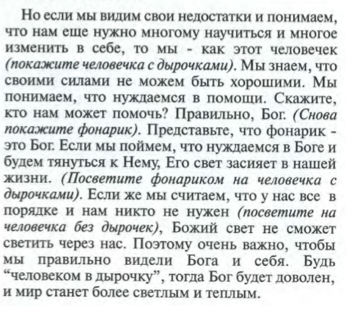 Но если мы видим свои недостатки и понимаем,
что нам еще нужно многому научиться и многое
изменить в себе, то мы - как этот человечек
(покажите человечка с дырочками). Мы знаем, что
своими силами не можем быть хорошими. Мы
понимаем, что нуждаемся в помощи. Скажите,
кто нам может помочь? Правильно, Бог. (Снова
покажите фонарик). Представьте, что фонарик -
это Бог. Если мы поймем, что нуждаемся в Боге и
будем тянуться к Нему, Его свет засияет в нашей
жизни. (Посветите фонариком на человечка с
дырочками). Если же мы считаем, что у нас все в
порядке и нам никто не нужен (посветите на
человечка без дырочек), Божий свет не сможет
светить через нас. Поэтому очень важно, чтобы
мы правильно видели Бога и себя. Будь
“человеком в дырочку”, тогда Бог будет доволен,
и мир станет более светлым и теплым.